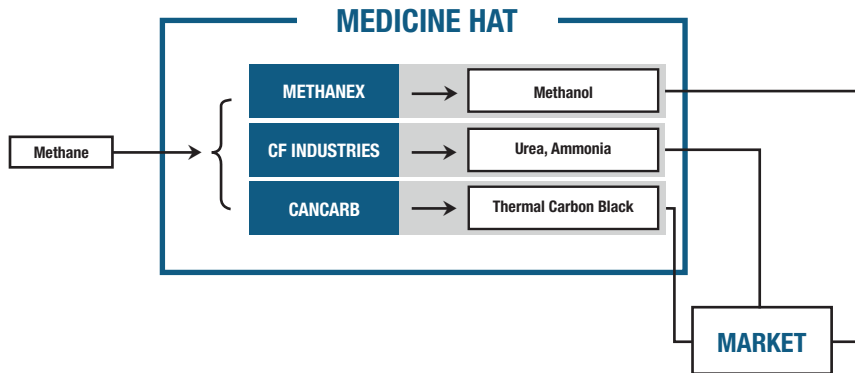 MEDICINE HAT
METHANEX
Methanol
Methane
CF INDUSTRIES
Urea, Ammonia
CANCARB
Thermal Carbon Black
MARKET